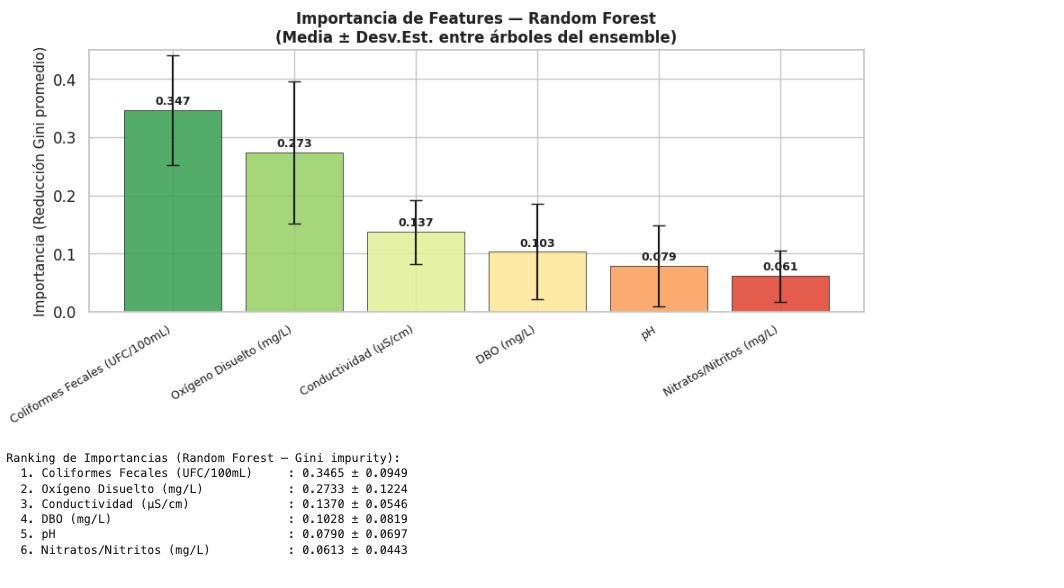 Importancia de Features — Random Forest
(Media ± Desv.Est. entre árboles del ensemble)
Importancia (Reducción Gini promedio)
0.4
0.3
0.2
0.1
0.0
0.347
0.273
0.137
0.103
0.079
0.061
Coliformes Fecales (UFC/100mL)
Oxígeno Disuelto (mg/L)
Conductividad (µS/cm)
DBO (mg/L)
pH
Nitratos/Nitritos (mg/L)
Ranking de Importancias (Random Forest — Gini impurity):
1. Coliformes Fecales (UFC/100mL) : 0.3465 ± 0.0949
2. Oxígeno Disuelto (mg/L) : 0.2733 ± 0.1224
3. Conductividad (µS/cm) : 0.1370 ± 0.0546
4. DBO (mg/L) : 0.1028 ± 0.0819
5. pH : 0.0790 ± 0.0697
6. Nitratos/Nitritos (mg/L) : 0.0613 ± 0.0443